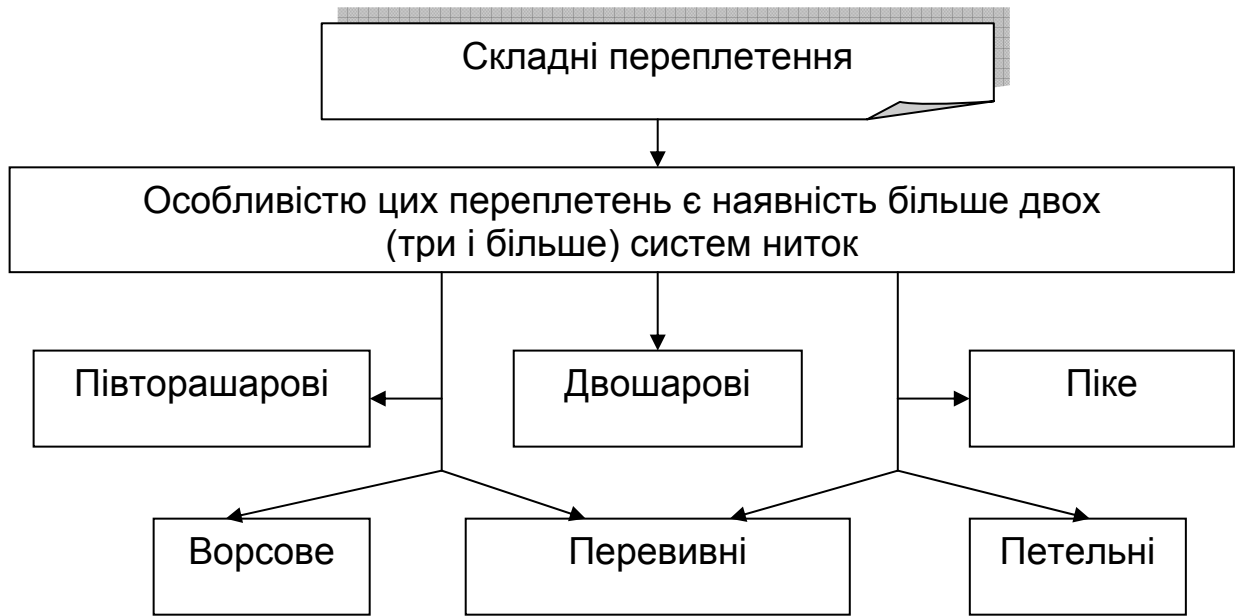 Складні переплетення
Особливістю цих переплетень є наявність більше двох
(три і більше) систем ниток
Півторашарові
Двошарові
Піке
Ворсове
Перевивні
Петельні